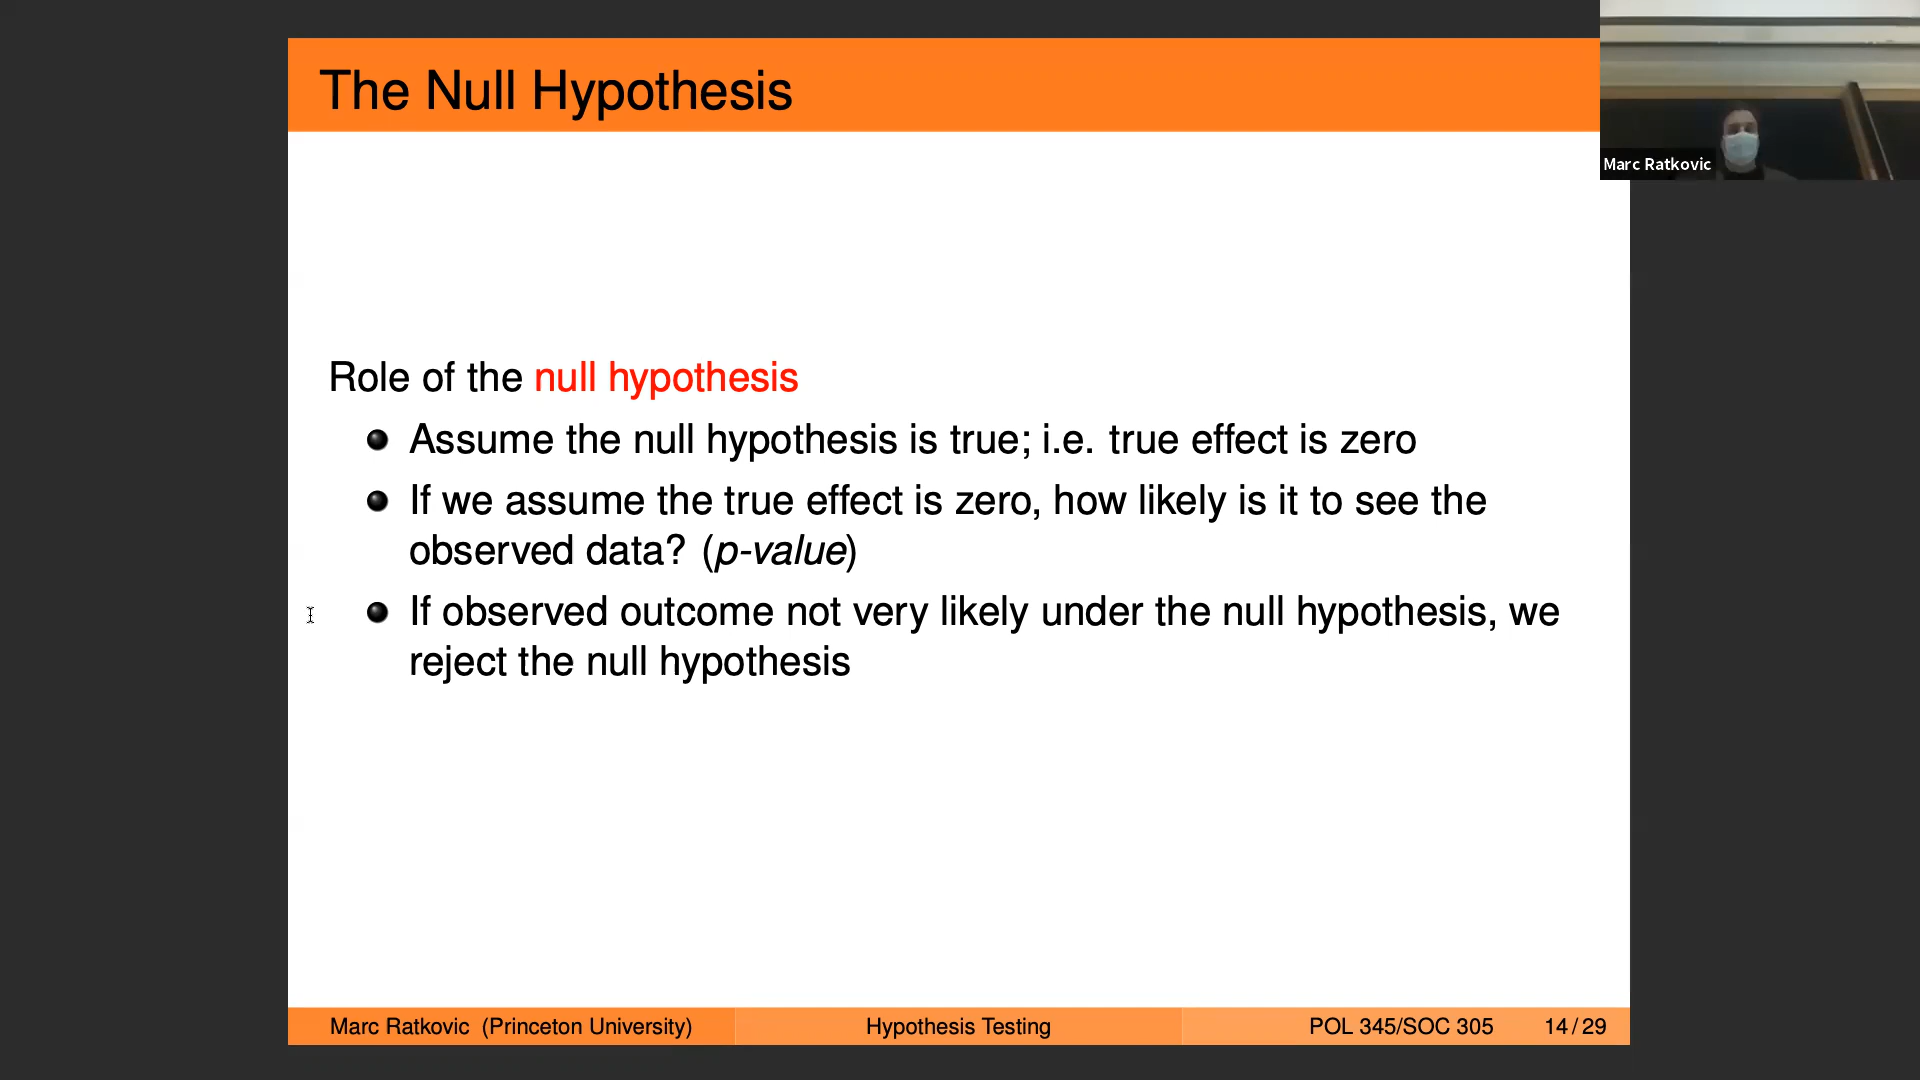 The Null Hypothesis
Marc Ratkovic
Role of the null hypothesis
Assume the null hypothesis is true; i.e. true effect is zero
If we assume the true effect is zero, how likely is it to see the
observed data? (p-value)
If observed outcome not very likely under the null hypothesis, we
reject the null hypothesis
Marc Ratkovic (Princeton University) Hypothesis Testing POL 345/SOC 305 14/29